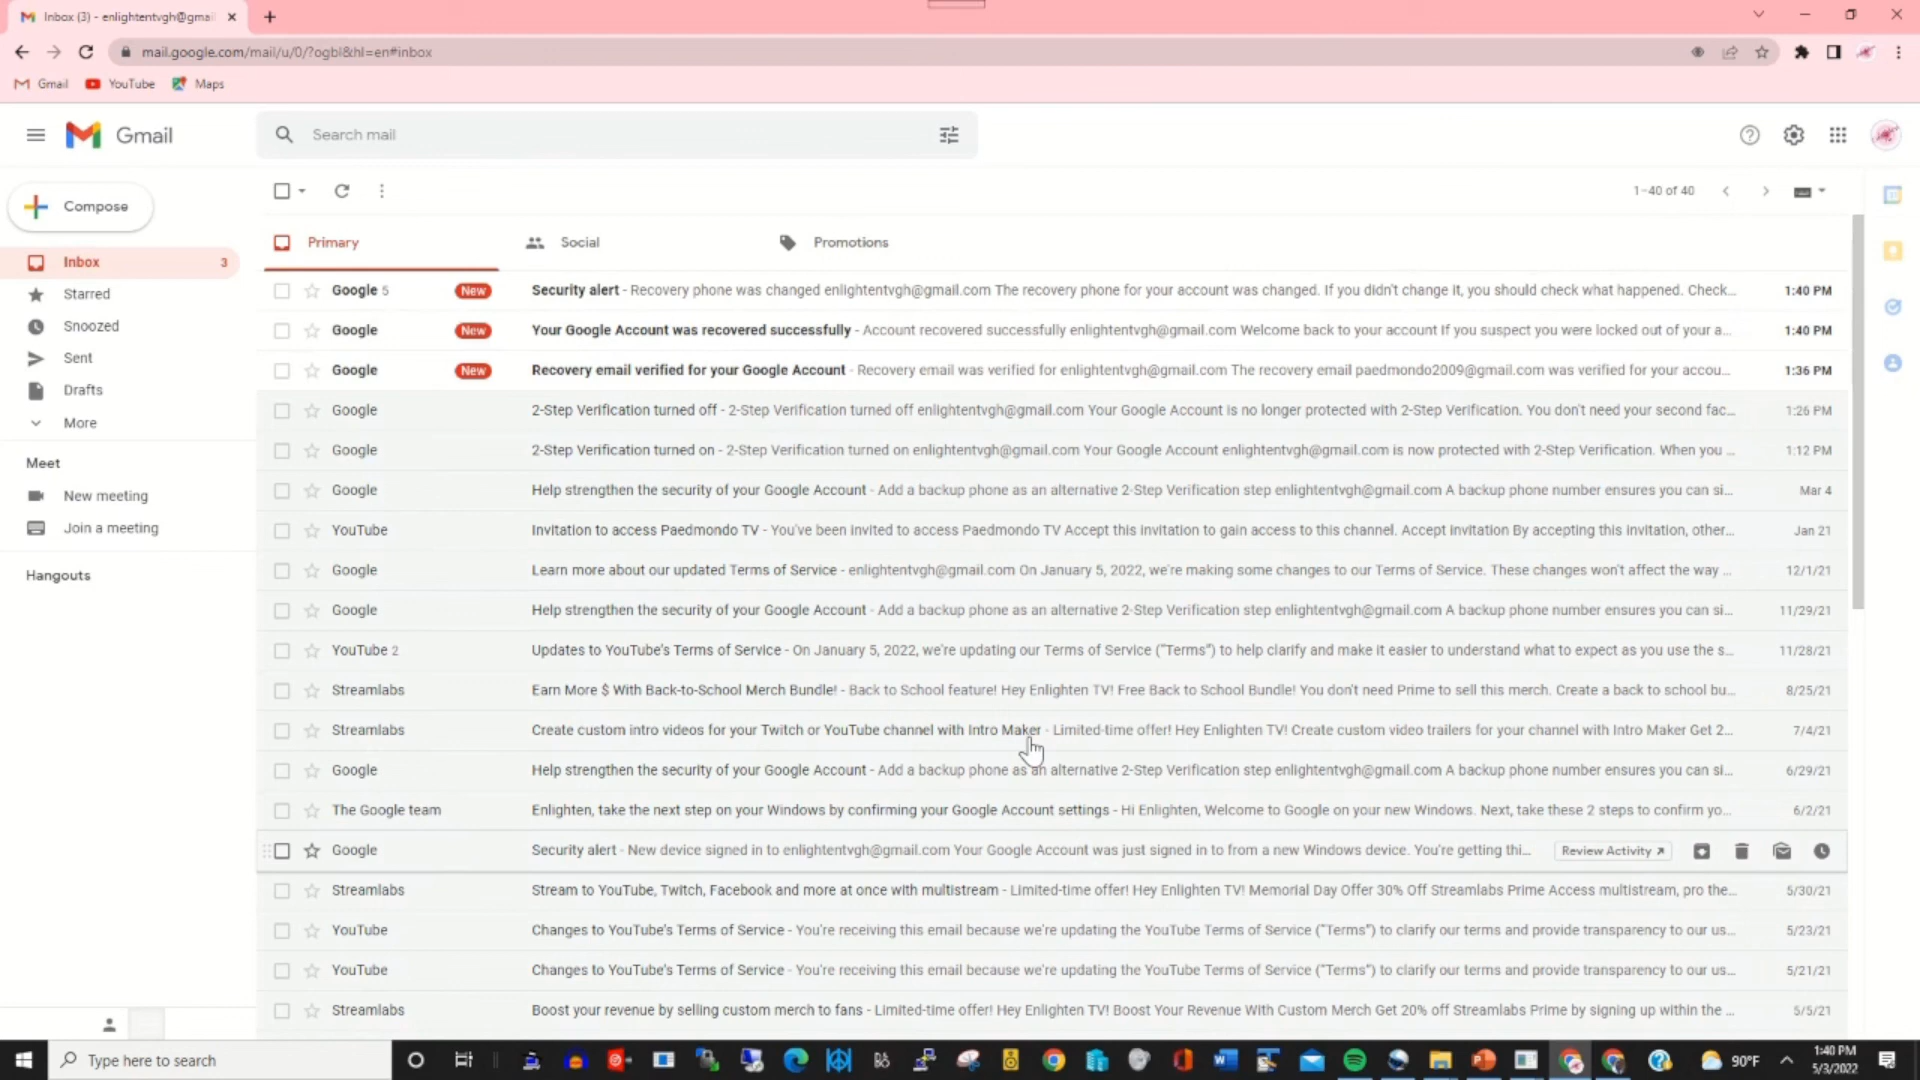 Inbox (3) - enlightentvgh@gmai
mail.google.com/mail/u/0/?ogbl&hl=en#inbox
Gmail YouTube Maps
Gmail Search mail
1–40 of 40
Compose
Primary Social Promotions
Inbox 3
Starred
Snoozed
Sent
Drafts
More
Meet
New meeting
Join a meeting
Hangouts
Google 5 New Security alert - Recovery phone was changed enlightentvgh@gmail.com The recovery phone for your account was changed. If you didn't change it, you should check what happened. Check... 1:40 PM
Google New Your Google Account was recovered successfully - Account recovered successfully enlightentvgh@gmail.com Welcome back to your account If you suspect you were locked out of your a... 1:40 PM
Google New Recovery email verified for your Google Account - Recovery email was verified for enlightentvgh@gmail.com The recovery email paedmondo2009@gmail.com was verified for your accou... 1:36 PM
Google 2-Step Verification turned off - 2-Step Verification turned off enlightentvgh@gmail.com Your Google Account is no longer protected with 2-Step Verification. You don't need your second fac... 1:26 PM
Google 2-Step Verification turned on - 2-Step Verification turned on enlightentvgh@gmail.com Your Google Account enlightentvgh@gmail.com is now protected with 2-Step Verification. When you ... 1:12 PM
Google Help strengthen the security of your Google Account - Add a backup phone as an alternative 2-Step Verification step enlightentvgh@gmail.com A backup phone number ensures you can si... Mar 4
YouTube Invitation to access Paedmondo TV - You've been invited to access Paedmondo TV Accept this invitation to gain access to this channel. Accept Invitation By accepting this invitation, other... Jan 21
Google Learn more about our updated Terms of Service - enlightentvgh@gmail.com On January 5, 2022, we're making some changes to our Terms of Service. These changes won't affect the way ... 12/1/21
Google Help strengthen the security of your Google Account - Add a backup phone as an alternative 2-Step Verification step enlightentvgh@gmail.com A backup phone number ensures you can si... 11/29/21
YouTube 2 Updates to YouTube's Terms of Service - On January 5, 2022, we're updating our Terms of Service ("Terms") to help clarify and make it easier to understand what to expect as you use the s... 11/28/21
Streamlabs Earn More $ With Back-to-School Merch Bundle! - Back to School feature! Hey Enlighten TV! Free Back to School Bundle! You don't need Prime to sell this merch. Create a back to school bu... 8/25/21
Streamlabs Create custom intro videos for your Twitch or YouTube channel with Intro Maker - Limited-time offer! Hey Enlighten TV! Create custom video trailers for your channel with Intro Maker Get 2... 7/4/21
Google Help strengthen the security of your Google Account - Add a backup phone as an alternative 2-Step Verification step enlightentvgh@gmail.com A backup phone number ensures you can si... 6/29/21
The Google team Enlighten, take the next step on your Windows by confirming your Google Account settings - Hi Enlighten, Welcome to Google on your new Windows. Next, take these 2 steps to confirm yo... 6/2/21
Google Security alert - New device signed in to enlightentvgh@gmail.com Your Google Account was just signed in to from a new Windows device. You're getting thi... Review Activity
Streamlabs Stream to YouTube, Twitch, Facebook and more at once with multistream - Limited-time offer! Hey Enlighten TV! Memorial Day Offer 30% Off Streamlabs Prime Access multistream, pro the... 5/30/21
YouTube Changes to YouTube's Terms of Service - You're receiving this email because we're updating the YouTube Terms of Service ("Terms") to clarify our terms and provide transparency to our us... 5/23/21
YouTube Changes to YouTube's Terms of Service - You're receiving this email because we're updating the YouTube Terms of Service ("Terms") to clarify our terms and provide transparency to our us... 5/21/21
Streamlabs Boost your revenue by selling custom merch to fans - Limited-time offer! Hey Enlighten TV! Boost Your Revenue With Custom Merch Get 20% off Streamlabs Prime by signing up within the ... 5/5/21
Type here to search 90°F 1:40 PM
5/3/2022